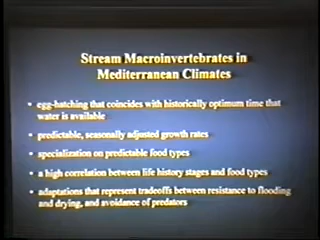 Stream Macroinvertebrates in
Mediterranean Climates
• egg-hatching that coincides with historically optimum time that
water is available
• predictable, seasonally adjusted growth rates
• specialization on predictable food types
• a high correlation between life history stages and food types
• adaptations that represent tradeoffs between resistance to flooding
and drying, and avoidance of predators